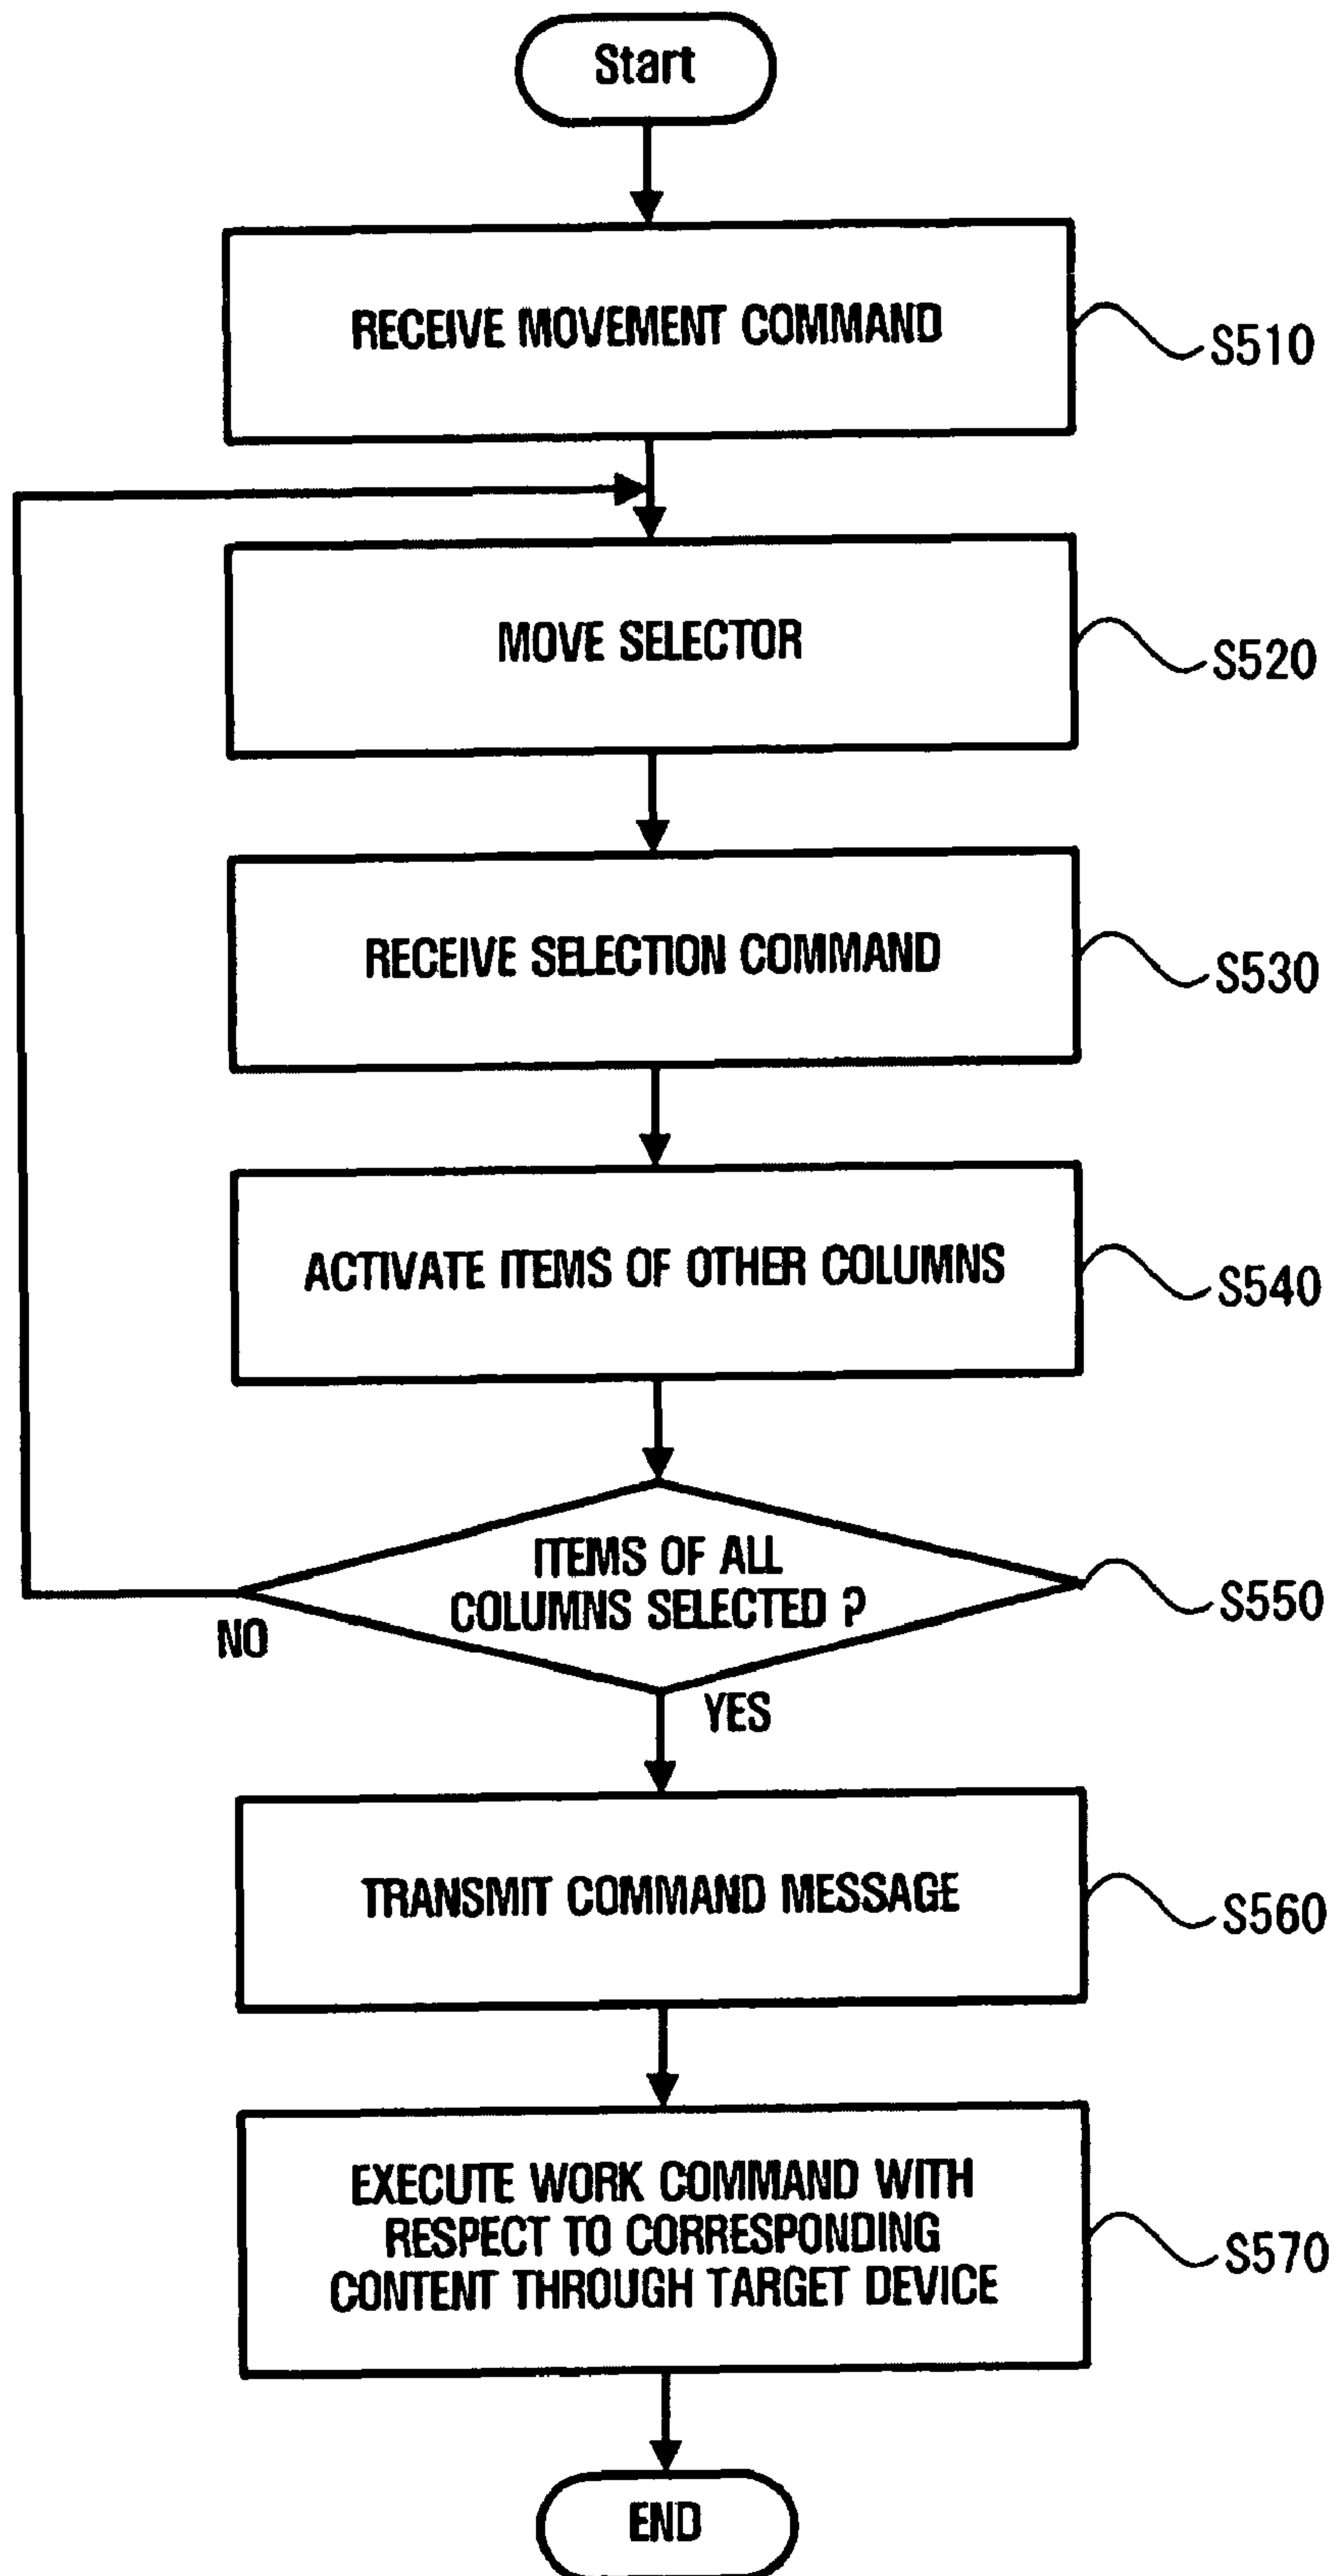 Start
RECEIVE MOVEMENT COMMAND
S510
MOVE SELECTOR
S520
RECEIVE SELECTION COMMAND
S530
ACTIVATE ITEMS OF OTHER COLUMNS
S540
ITEMS OF ALL
COLUMNS SELECTED ?
S550
NO
YES
TRANSMIT COMMAND MESSAGE
S560
EXECUTE WORK COMMAND WITH
RESPECT TO CORRESPONDING
CONTENT THROUGH TARGET DEVICE
S570
END